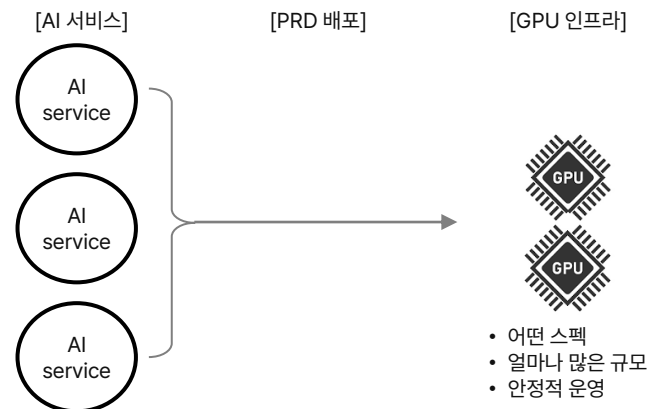 [AI 서비스]
[PRD 배포]
[GPU 인프라]
AI
service
AI
service
AI
service
GPU
GPU
• 어떤 스펙
• 얼마나 많은 규모
• 안정적 운영